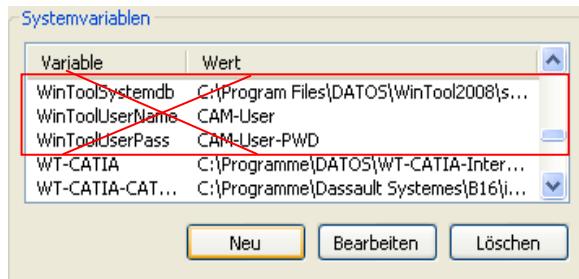 Systemvariablen
Variable Wert
WinToolSystemdb C:\Program Files\DATOS\WinTool2008\s...
WinToolUserName CAM-User
WinToolUserPass CAM-User-PWD
WT-CATIA C:\Programme\DATOS\WT-CATIA-Inter...
WT-CATIA-CAT... C:\Programme\Dassault Systemes\B16\i...
Neu Bearbeiten Löschen